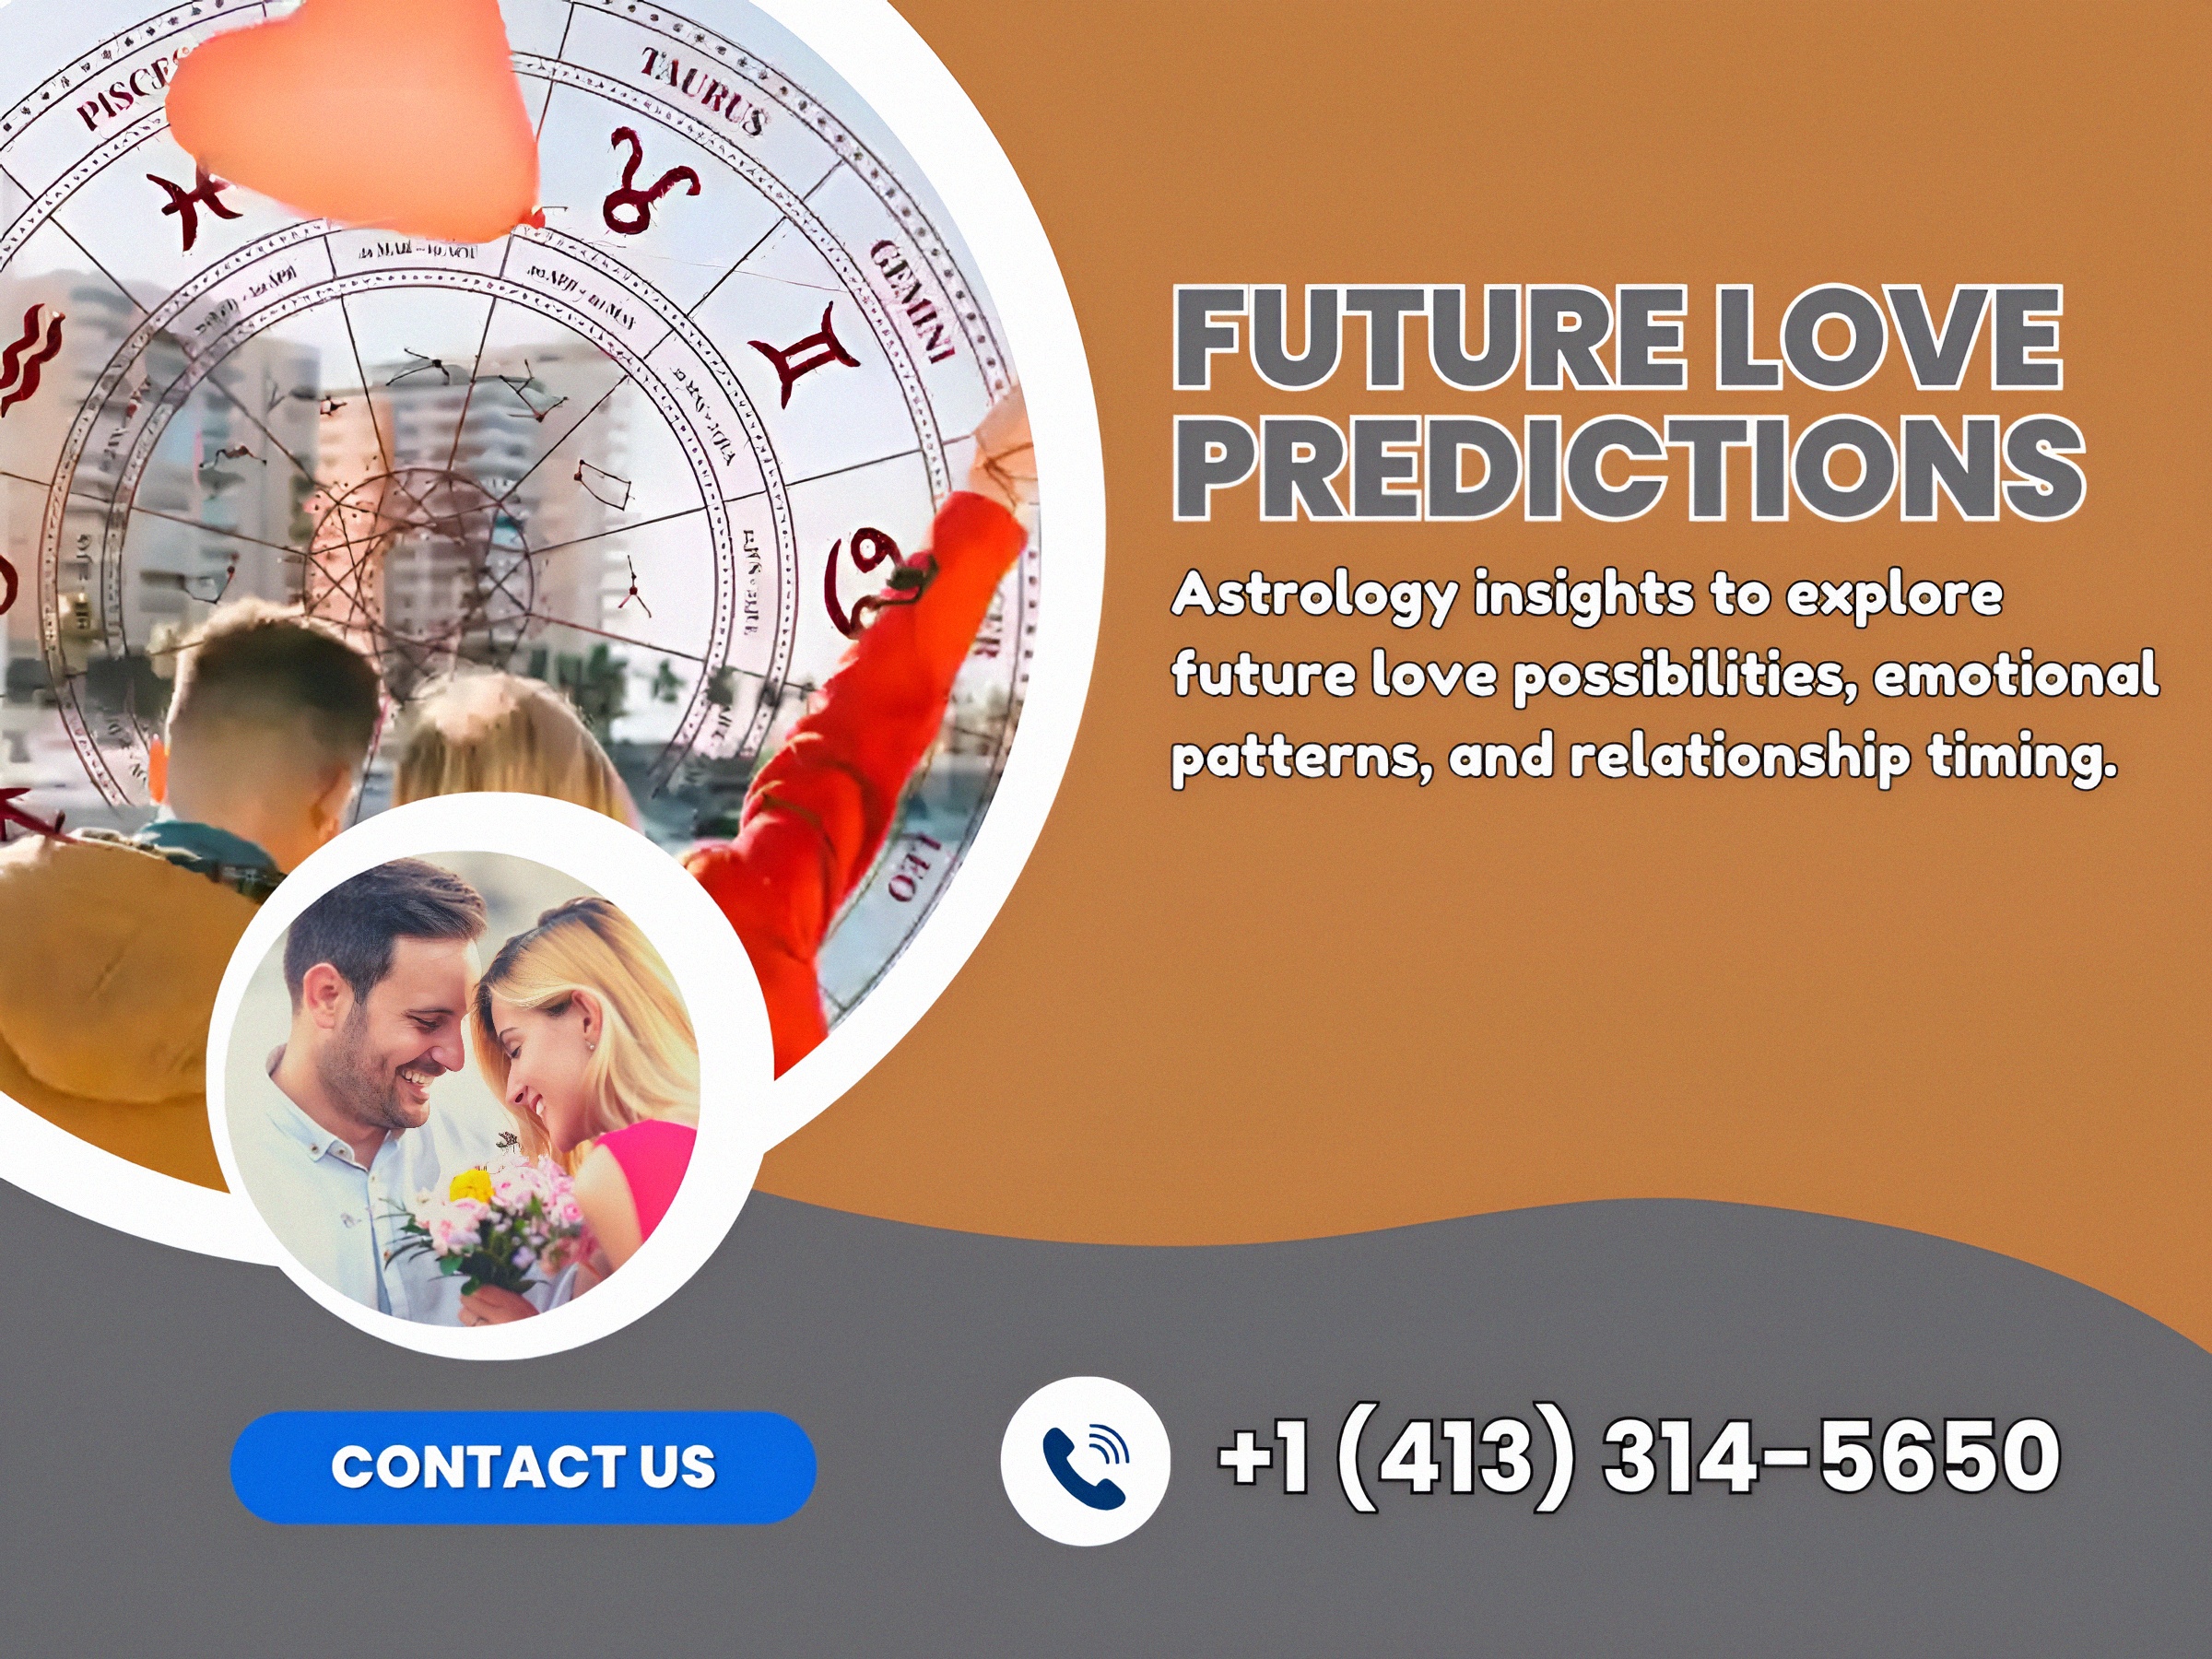 PISCES
TAURUS
GEMINI
LEO
FUTURE LOVE
PREDICTIONS
Astrology insights to explore
future love possibilities, emotional
patterns, and relationship timing.
CONTACT US
+1 (413) 314-5650